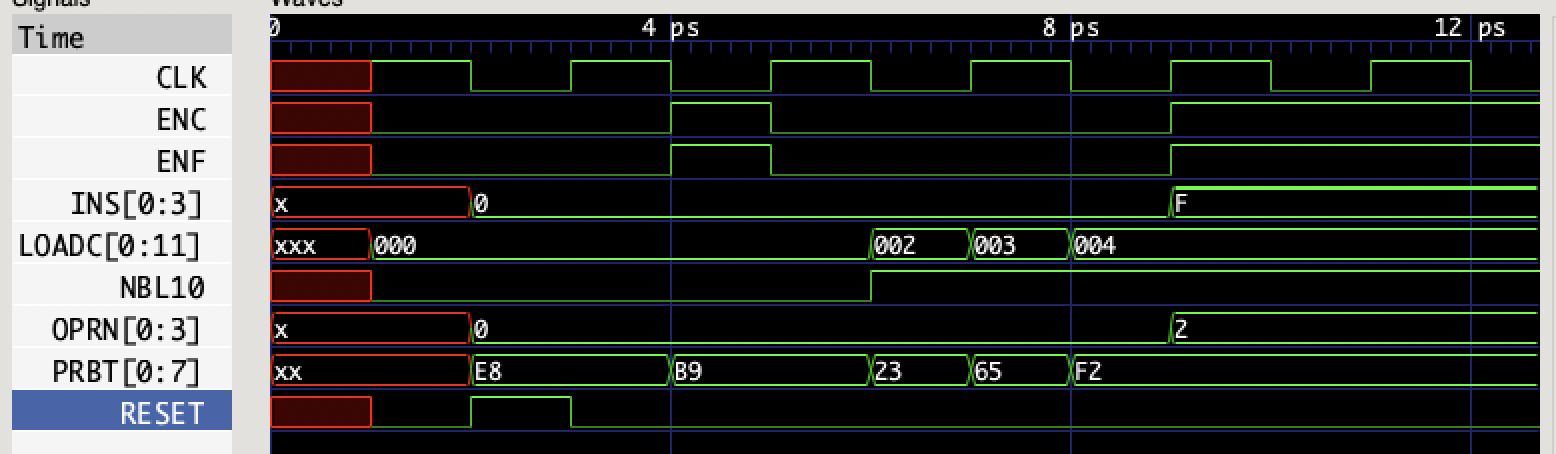 Signals Waves
Time 0 4 ps 8 ps 12 ps
CLK
ENC
ENF
INS[0:3] x 0 F
LOADC[0:11] xxx 000 002 003 004
NBL10
OPRN[0:3] x 0 2
PRBT[0:7] xx E8 B9 23 65 F2
RESET